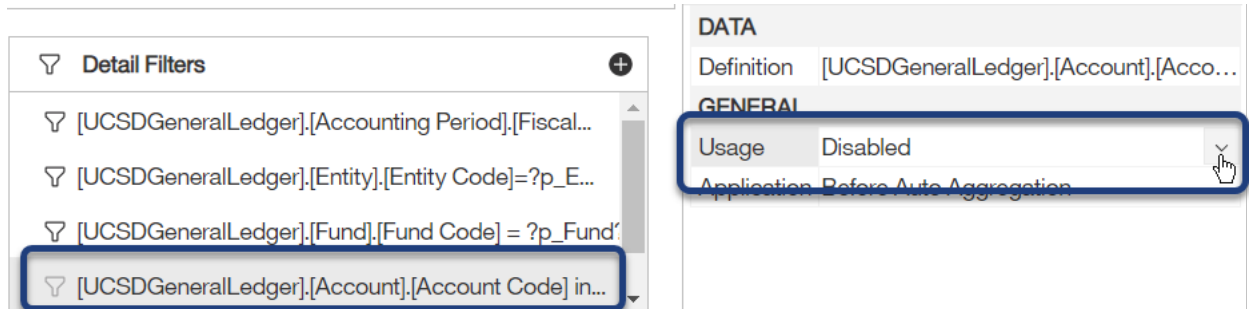 Detail Filters
[UCSDGeneralLedger].[Accounting Period].[Fiscal...
[UCSDGeneralLedger].[Entity].[Entity Code]=?p_E...
[UCSDGeneralLedger].[Fund].[Fund Code] = ?p_Fund?
[UCSDGeneralLedger].[Account].[Account Code] in...
DATA
Definition [UCSDGeneralLedger].[Account].[Acco...
GENERAL
Usage Disabled
Application Before Auto Aggregation